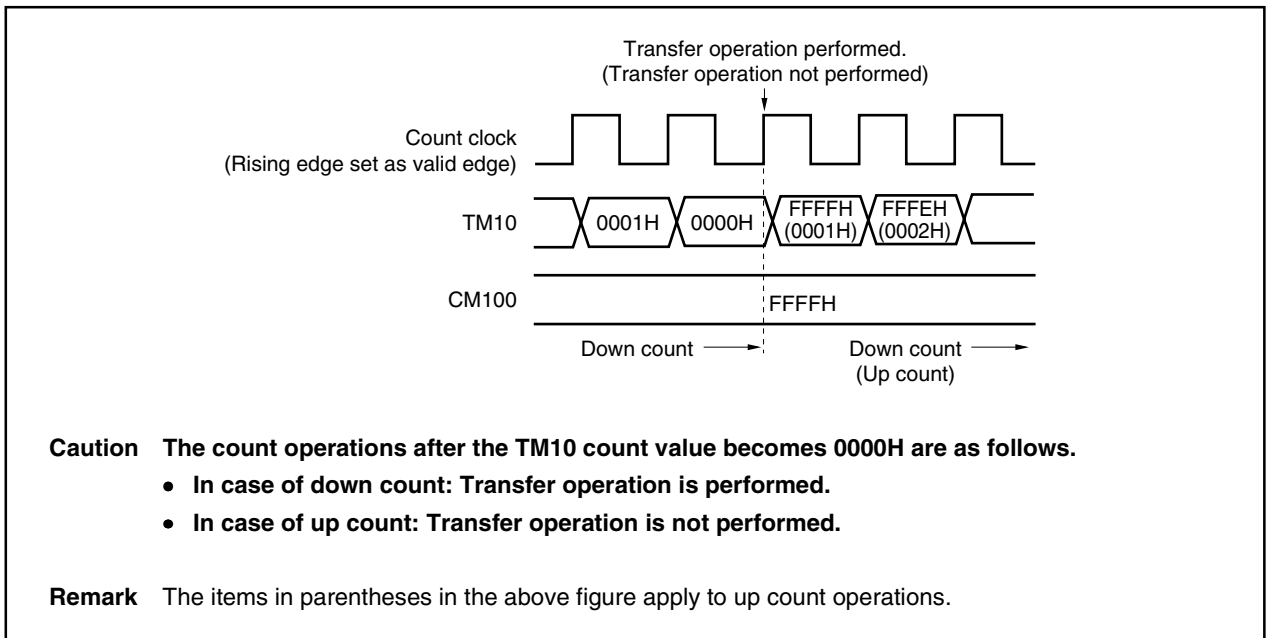 Transfer operation performed.
(Transfer operation not performed)
Count clock
(Rising edge set as valid edge)
TM10
0001H
0000H
FFFFH
(0001H)
FFFEH
(0002H)
CM100
FFFFH
Down count
Down count
(Up count)
Caution The count operations after the TM10 count value becomes 0000H are as follows.
• In case of down count: Transfer operation is performed.
• In case of up count: Transfer operation is not performed.
Remark The items in parentheses in the above figure apply to up count operations.